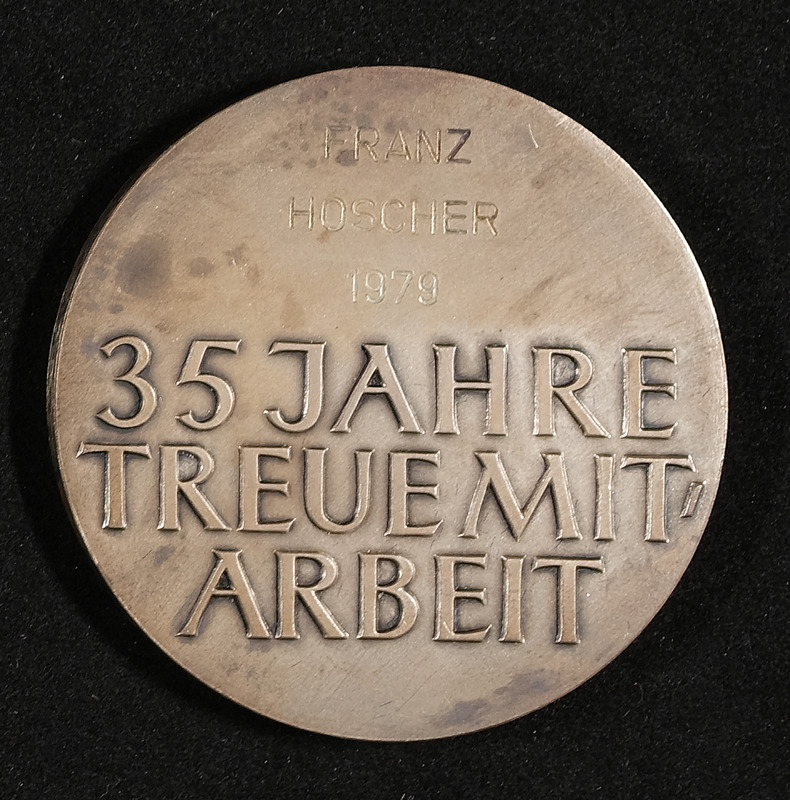 FRANZ
HOSCHER
1979
35 JAHRE
TREUE MIT-
ARBEIT